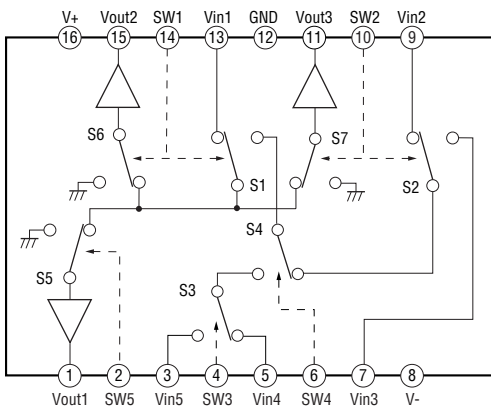 V+ Vout2 SW1 Vin1 GND Vout3 SW2 Vin2
16 15 14 13 12 11 10 9
S6 S7
S1 S2
S4
S5
S3
1 2 3 4 5 6 7 8
Vout1 SW5 Vin5 SW3 Vin4 SW4 Vin3 V-